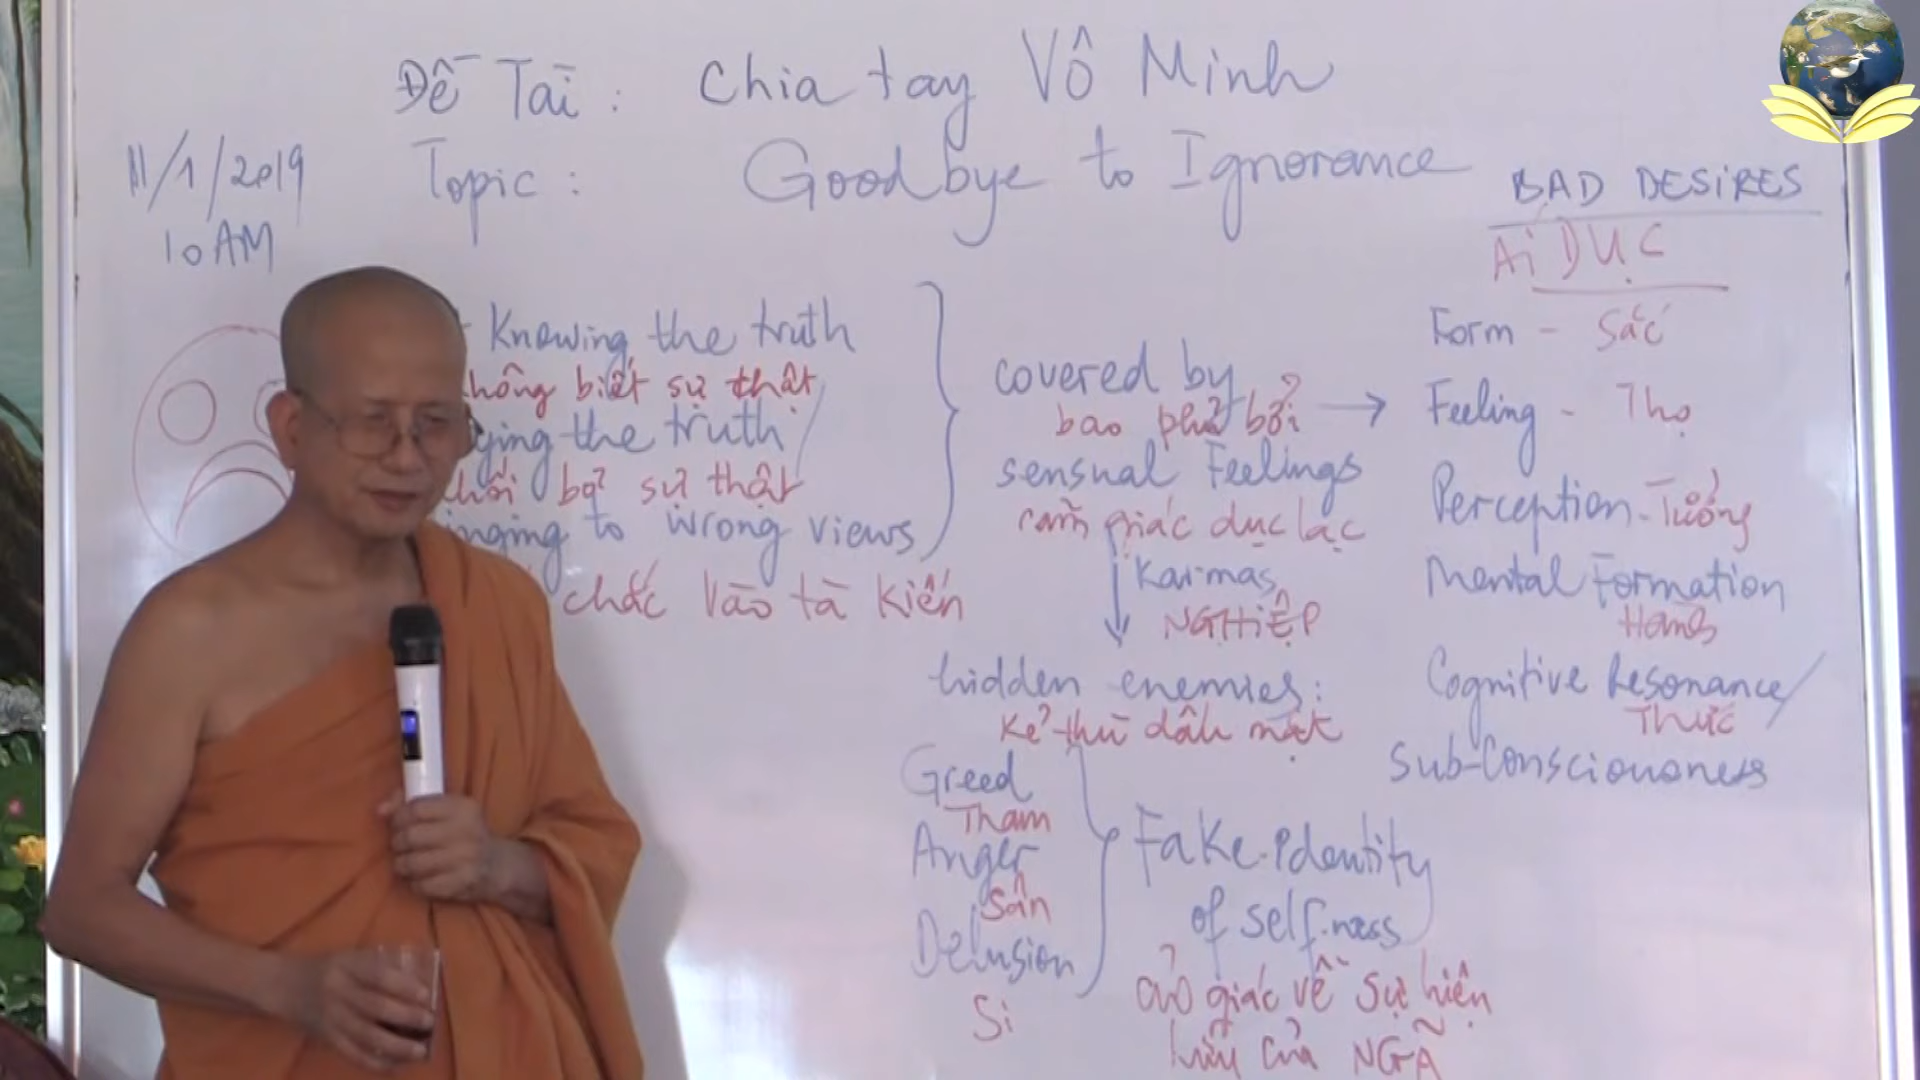 Đề Tài : Chia tay Vô Minh
11/1/2019
10 AM
Topic : Goodbye to Ignorance
Knowing the truth
không biết sự thật
the truth
bỏ sự thật
to wrong views
chắc vào tà kiến
covered by
bao phủ bởi
sensual Feelings
cảm giác dục lạc
Karmas
NGHIỆP
hidden enemies :
Kẻ thù dấu mặt
Greed
Tham
Anger
Sân
Delusion
Si
Fake Identity
of selfness
ảo giác về sự hiện
hữu của NGÃ
BAD DESIRES
Ai DỤC
Form - Sắc
Feeling - Thọ
Perception - Tưởng
Mental Formation
Hành
Cognitive Resonance /
Thức
Sub-Consciousness